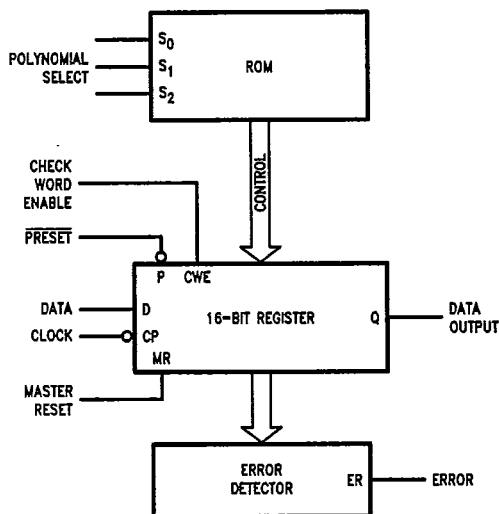 S0
POLYNOMIAL
SELECT
S1
S2
ROM
CONTROL
CHECK
WORD
ENABLE
PRESET
P
CWE
DATA
D
16-BIT REGISTER
Q
DATA
OUTPUT
CLOCK
CP
MR
MASTER
RESET
ERROR
DETECTOR
ER
ERROR